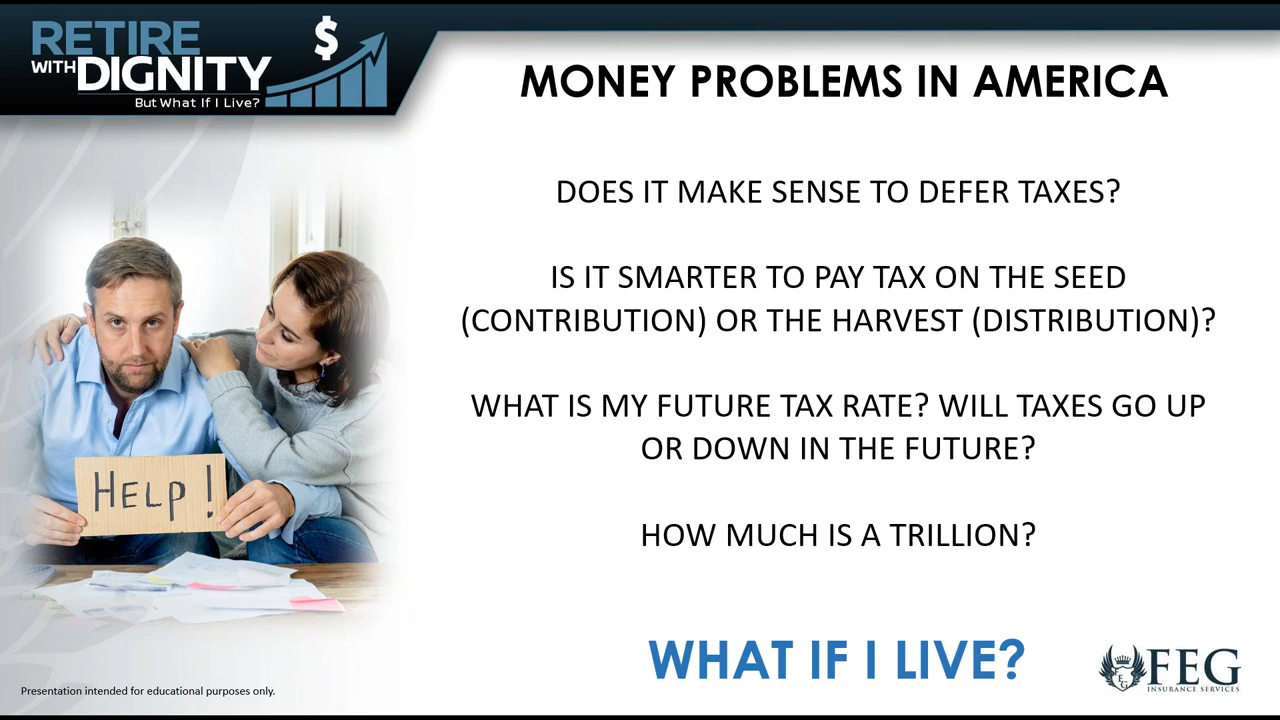 RETIRE
WITH DIGNITY
But What If I Live?
$
MONEY PROBLEMS IN AMERICA
DOES IT MAKE SENSE TO DEFER TAXES?
IS IT SMARTER TO PAY TAX ON THE SEED
(CONTRIBUTION) OR THE HARVEST (DISTRIBUTION)?
WHAT IS MY FUTURE TAX RATE? WILL TAXES GO UP
OR DOWN IN THE FUTURE?
HOW MUCH IS A TRILLION?
HELP!
WHAT IF I LIVE?
FEG
FEG
INSURANCE SERVICES
Presentation intended for educational purposes only.